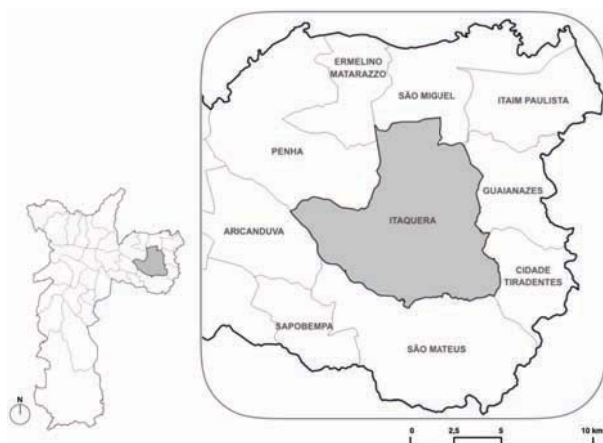 ERMELINO
MATARAZZO
SÃO MIGUEL
ITAIM PAULISTA
PENHA
GUAIANAZES
ITAQUERA
ARICANDUVA
CIDADE
TIRADENTES
SAPOBEMPA
SÃO MATEUS
N
0 2,5 5 10 km